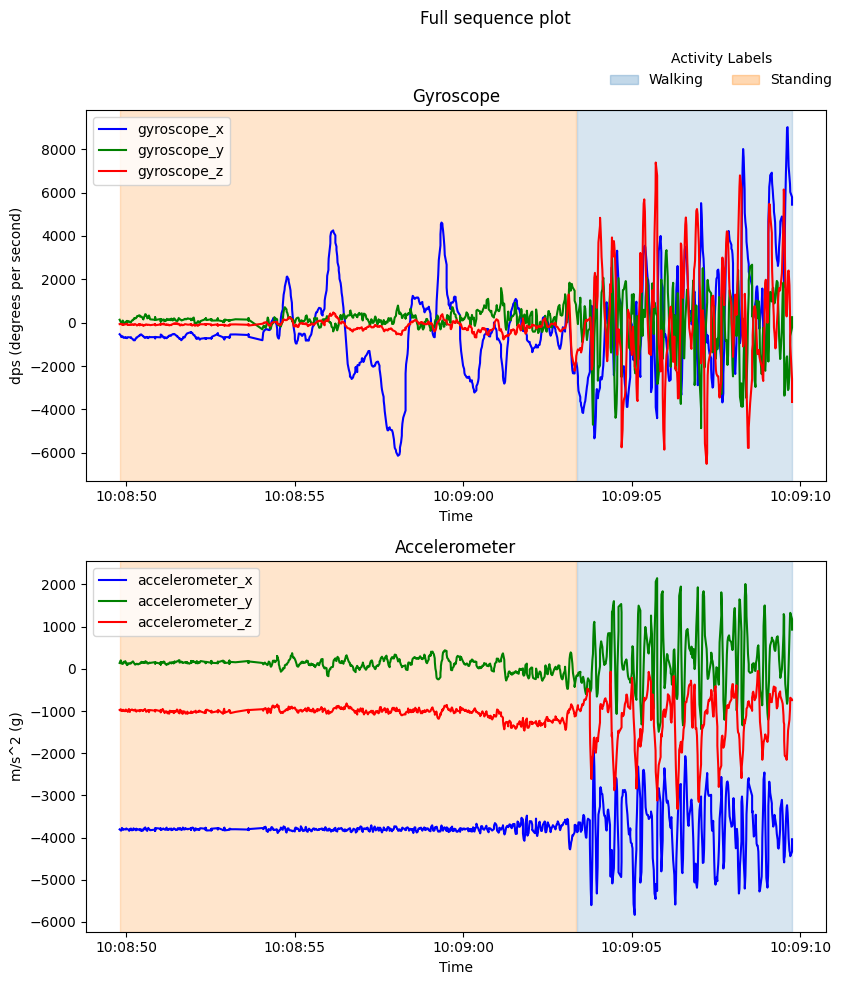 Full sequence plot
Activity Labels
Walking
Standing
Gyroscope
gyroscope_x
gyroscope_y
gyroscope_z
dps (degrees per second)
8000
6000
4000
2000
0
−2000
−4000
−6000
10:08:50
10:08:55
10:09:00
10:09:05
10:09:10
Time
Accelerometer
accelerometer_x
accelerometer_y
accelerometer_z
m/s^2 (g)
2000
1000
0
−1000
−2000
−3000
−4000
−5000
−6000
10:08:50
10:08:55
10:09:00
10:09:05
10:09:10
Time